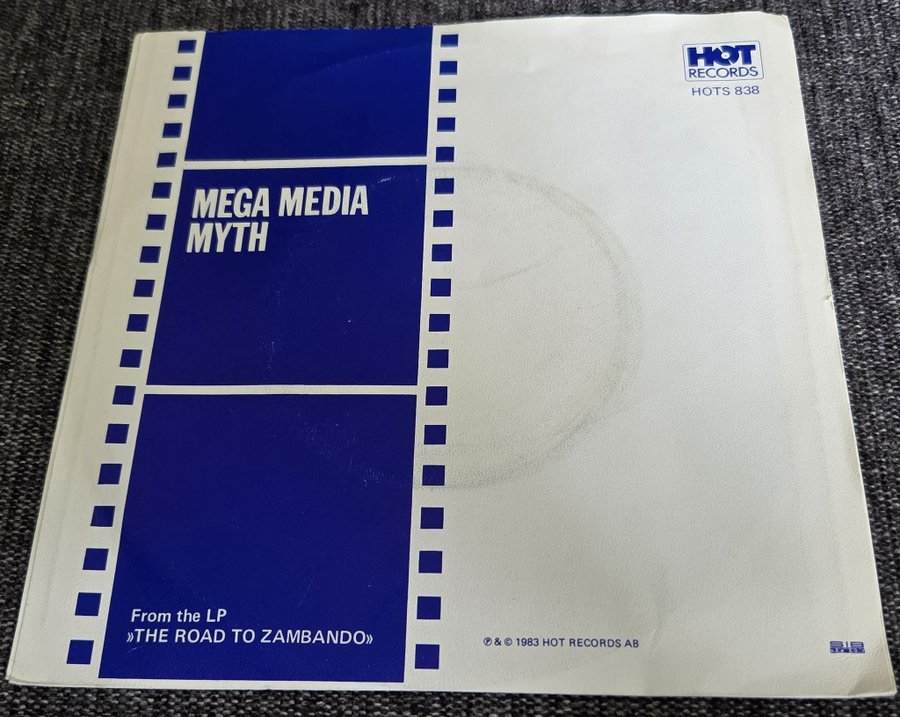 HOT
RECORDS
HOTS 838
MEGA MEDIA
MYTH
From the LP
»THE ROAD TO ZAMBANDO»
℗ & © 1983 HOT RECORDS AB